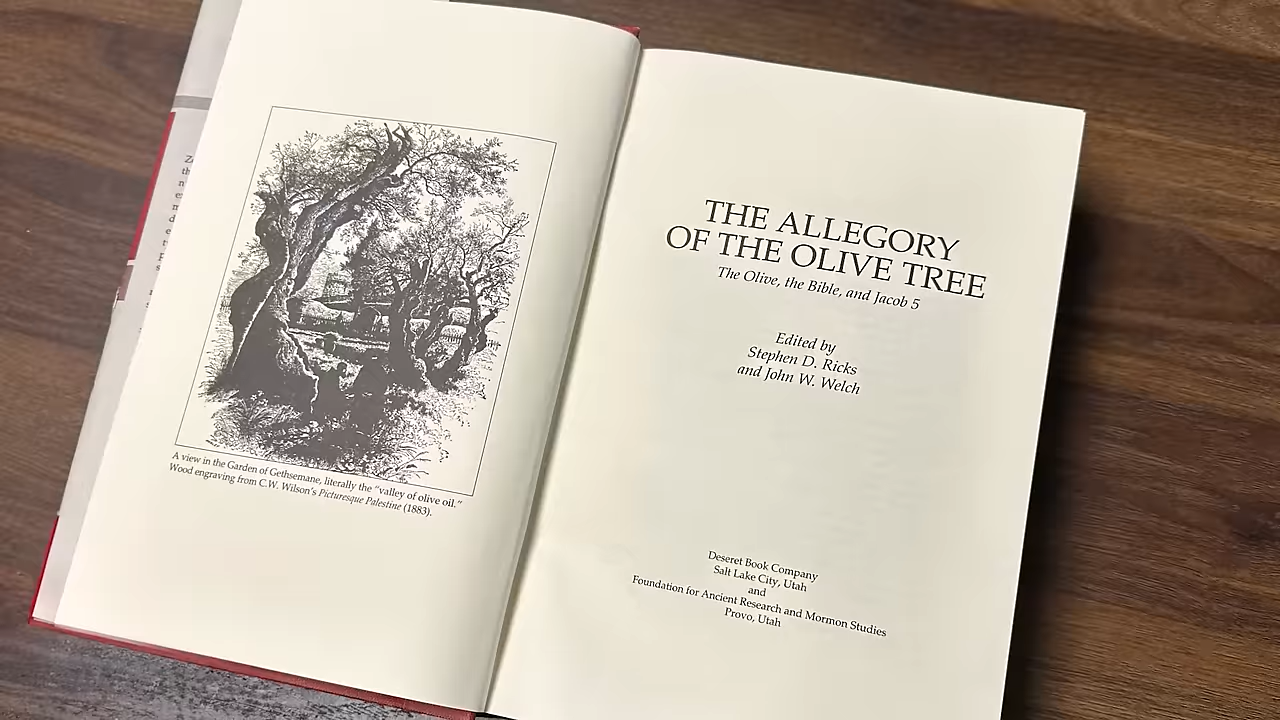 A view in the Garden of Gethsemane, literally the “valley of olive oil.”
Wood engraving from C.W. Wilson's Picturesque Palestine (1883).
THE ALLEGORY
OF THE OLIVE TREE
The Olive, the Bible, and Jacob 5
Edited by
Stephen D. Ricks
and John W. Welch
Deseret Book Company
Salt Lake City, Utah
and
Foundation for Ancient Research and Mormon Studies
Provo, Utah